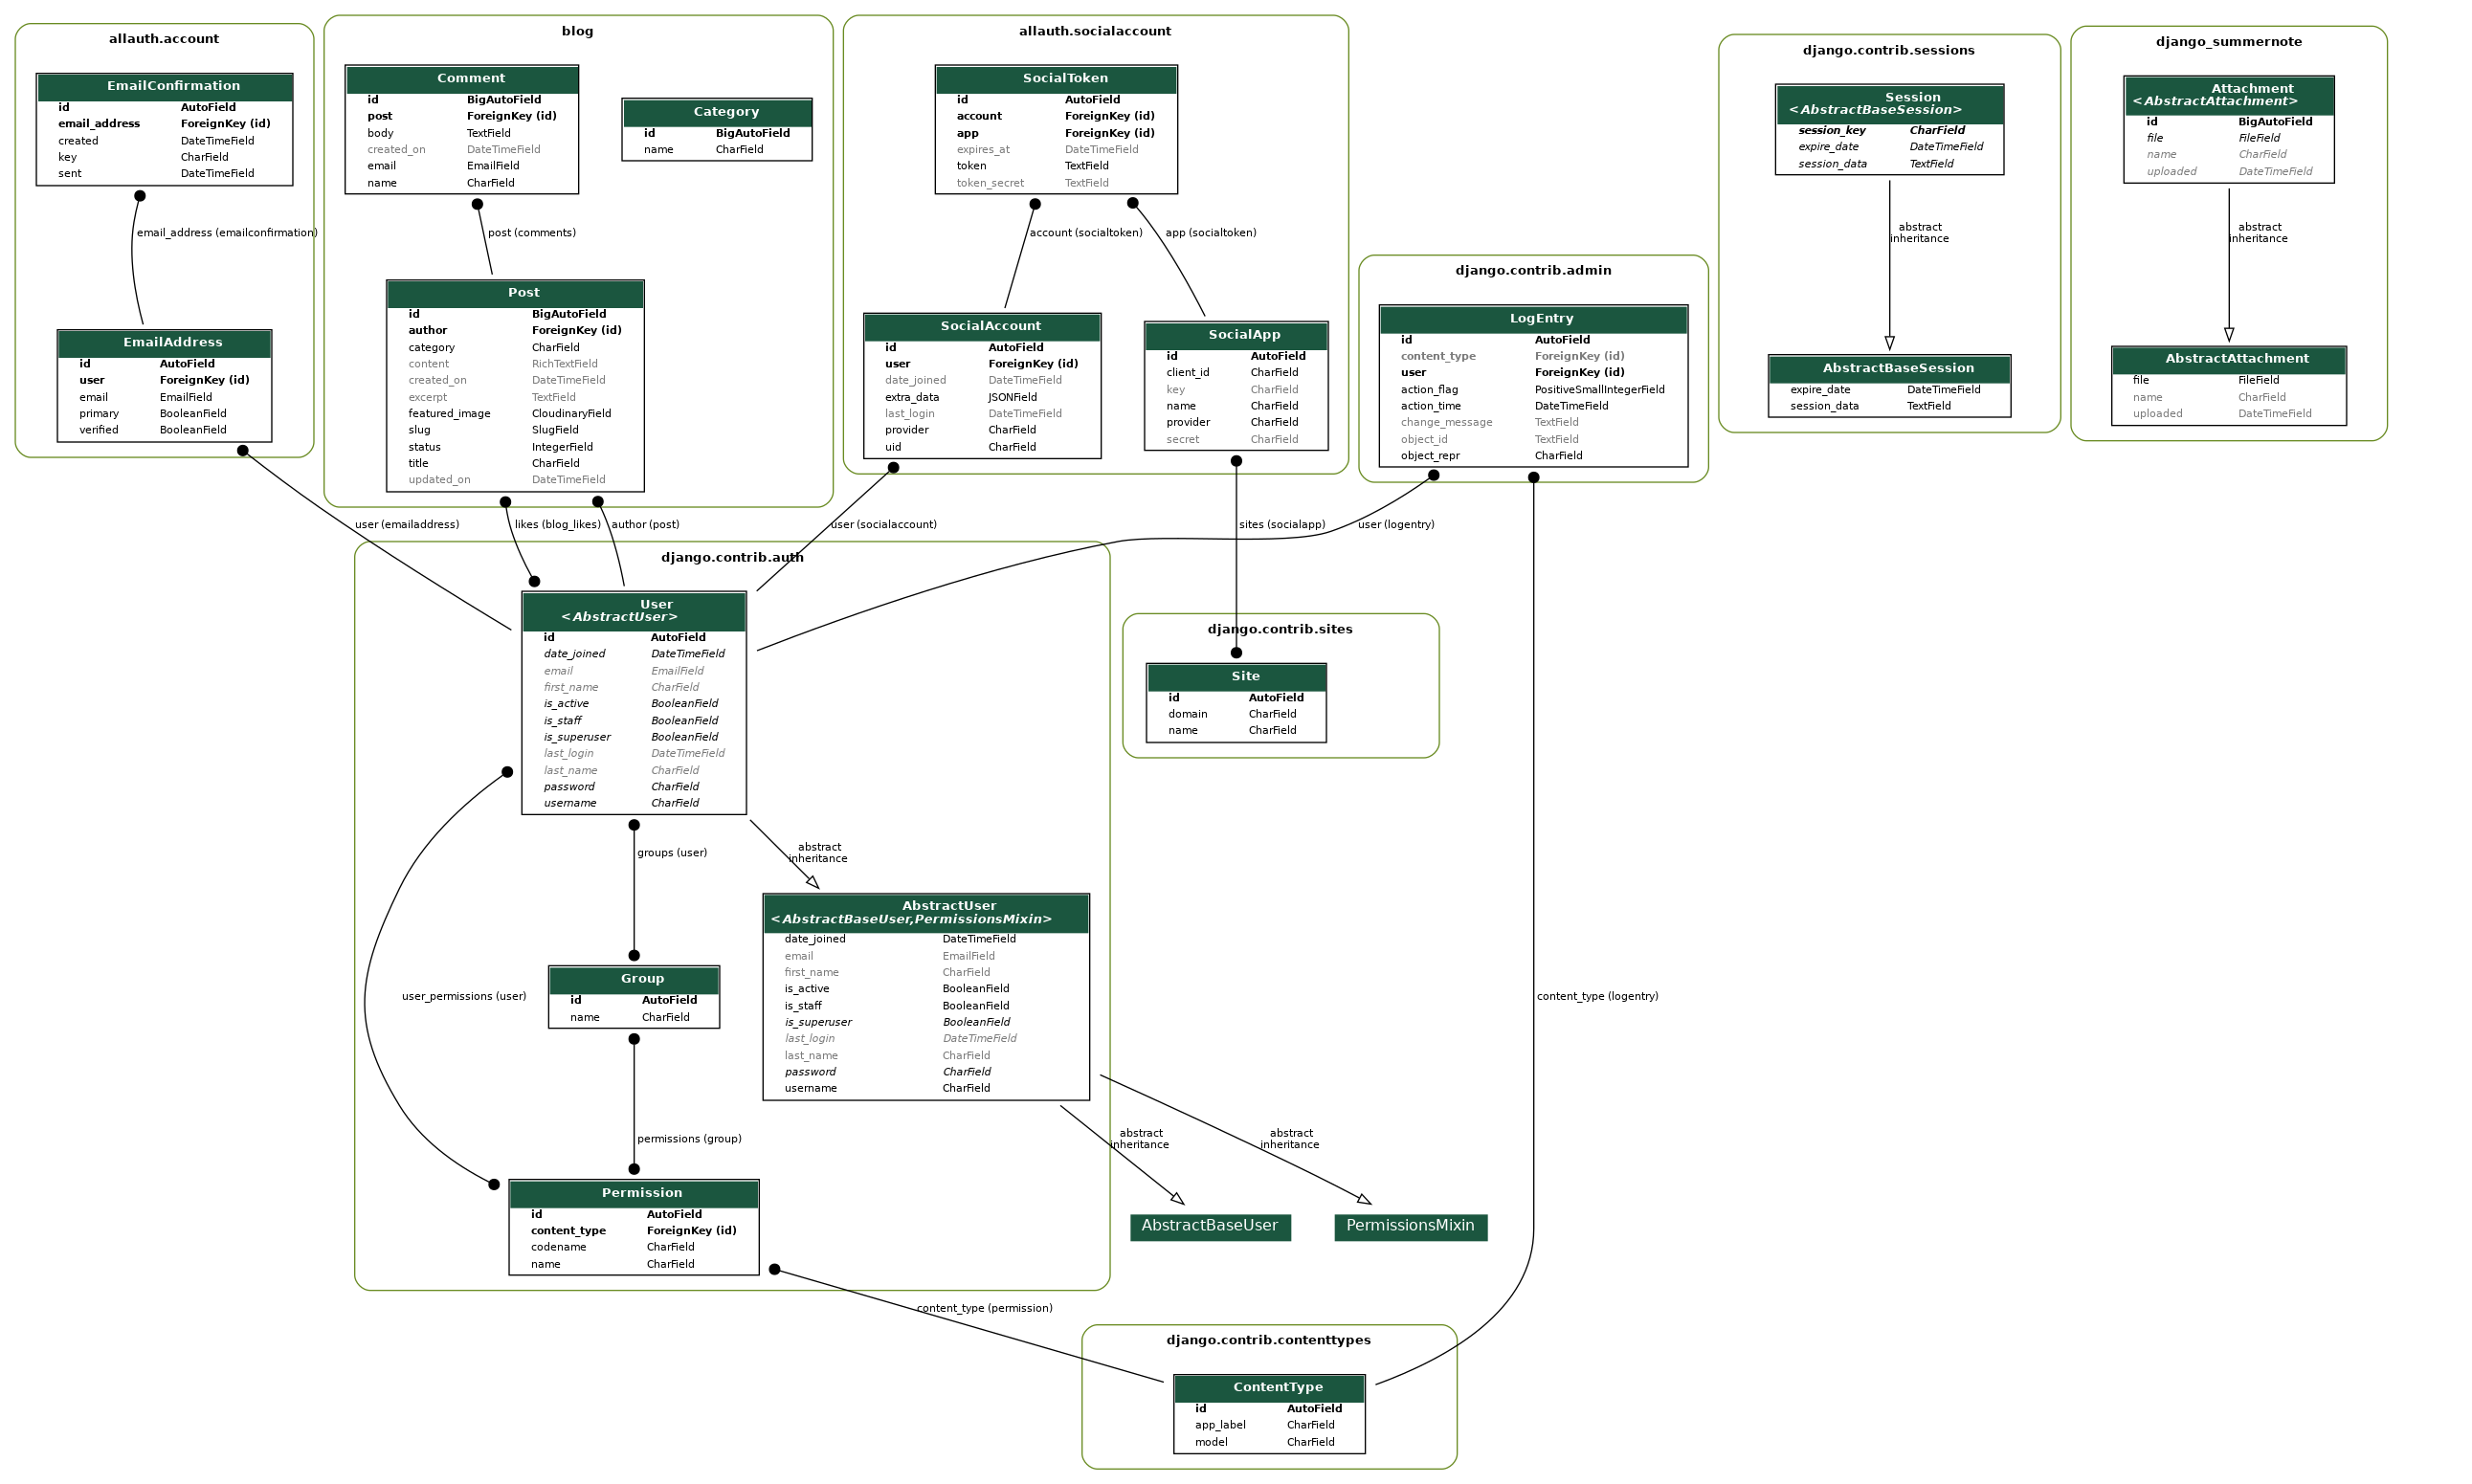 allauth.account
EmailConfirmation
id AutoField
email_address ForeignKey (id)
created DateTimeField
key CharField
sent DateTimeField
email_address (emailconfirmation)
EmailAddress
id AutoField
user ForeignKey (id)
email EmailField
primary BooleanField
verified BooleanField
blog
Comment
id BigAutoField
post ForeignKey (id)
body TextField
created_on DateTimeField
email EmailField
name CharField
Category
id BigAutoField
name CharField
post (comments)
Post
id BigAutoField
author ForeignKey (id)
category CharField
content RichTextField
created_on DateTimeField
excerpt TextField
featured_image CloudinaryField
slug SlugField
status IntegerField
title CharField
updated_on DateTimeField
allauth.socialaccount
SocialToken
id AutoField
account ForeignKey (id)
app ForeignKey (id)
expires_at DateTimeField
token TextField
token_secret TextField
account (socialtoken)
app (socialtoken)
SocialAccount
id AutoField
user ForeignKey (id)
date_joined DateTimeField
extra_data JSONField
last_login DateTimeField
provider CharField
uid CharField
SocialApp
id AutoField
client_id CharField
key CharField
name CharField
provider CharField
secret CharField
django.contrib.admin
LogEntry
id AutoField
content_type ForeignKey (id)
user ForeignKey (id)
action_flag PositiveSmallIntegerField
action_time DateTimeField
change_message TextField
object_id TextField
object_repr CharField
django.contrib.sessions
Session
<AbstractBaseSession>
session_key CharField
expire_date DateTimeField
session_data TextField
abstract
inheritance
AbstractBaseSession
expire_date DateTimeField
session_data TextField
django_summernote
Attachment
<AbstractAttachment>
id BigAutoField
file FileField
name CharField
uploaded DateTimeField
abstract
inheritance
AbstractAttachment
file FileField
name CharField
uploaded DateTimeField
user (emailaddress)
likes (blog_likes)
author (post)
user (socialaccount)
sites (socialapp)
user (logentry)
django.contrib.auth
User
<AbstractUser>
id AutoField
date_joined DateTimeField
email EmailField
first_name CharField
is_active BooleanField
is_staff BooleanField
is_superuser BooleanField
last_login DateTimeField
last_name CharField
password CharField
username CharField
django.contrib.sites
Site
id AutoField
domain CharField
name CharField
groups (user)
abstract
inheritance
AbstractUser
<AbstractBaseUser,PermissionsMixin>
date_joined DateTimeField
email EmailField
first_name CharField
is_active BooleanField
is_staff BooleanField
is_superuser BooleanField
last_login DateTimeField
last_name CharField
password CharField
username CharField
user_permissions (user)
Group
id AutoField
name CharField
content_type (logentry)
permissions (group)
abstract
inheritance
abstract
inheritance
Permission
id AutoField
content_type ForeignKey (id)
codename CharField
name CharField
AbstractBaseUser
PermissionsMixin
content_type (permission)
django.contrib.contenttypes
ContentType
id AutoField
app_label CharField
model CharField